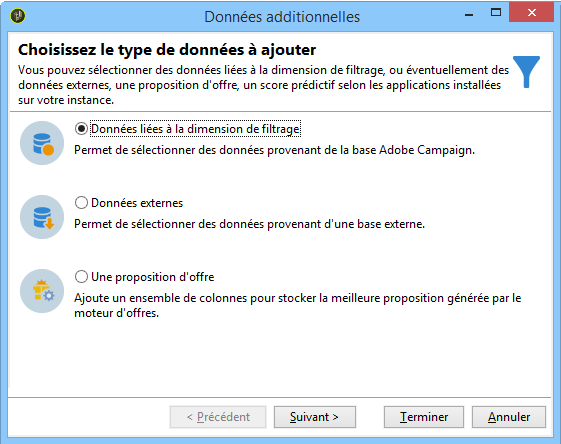 Données additionnelles
Choisissez le type de données à ajouter
Vous pouvez sélectionner des données liées à la dimension de filtrage, ou éventuellement des
données externes, une proposition d'offre, un score prédictif selon les applications installées
sur votre instance.
Données liées à la dimension de filtrage
Permet de sélectionner des données provenant de la base Adobe Campaign.
Données externes
Permet de sélectionner des données provenant d'une base externe.
Une proposition d'offre
Ajoute un ensemble de colonnes pour stocker la meilleure proposition générée par le
moteur d'offres.
< Précédent
Suivant >
Terminer
Annuler